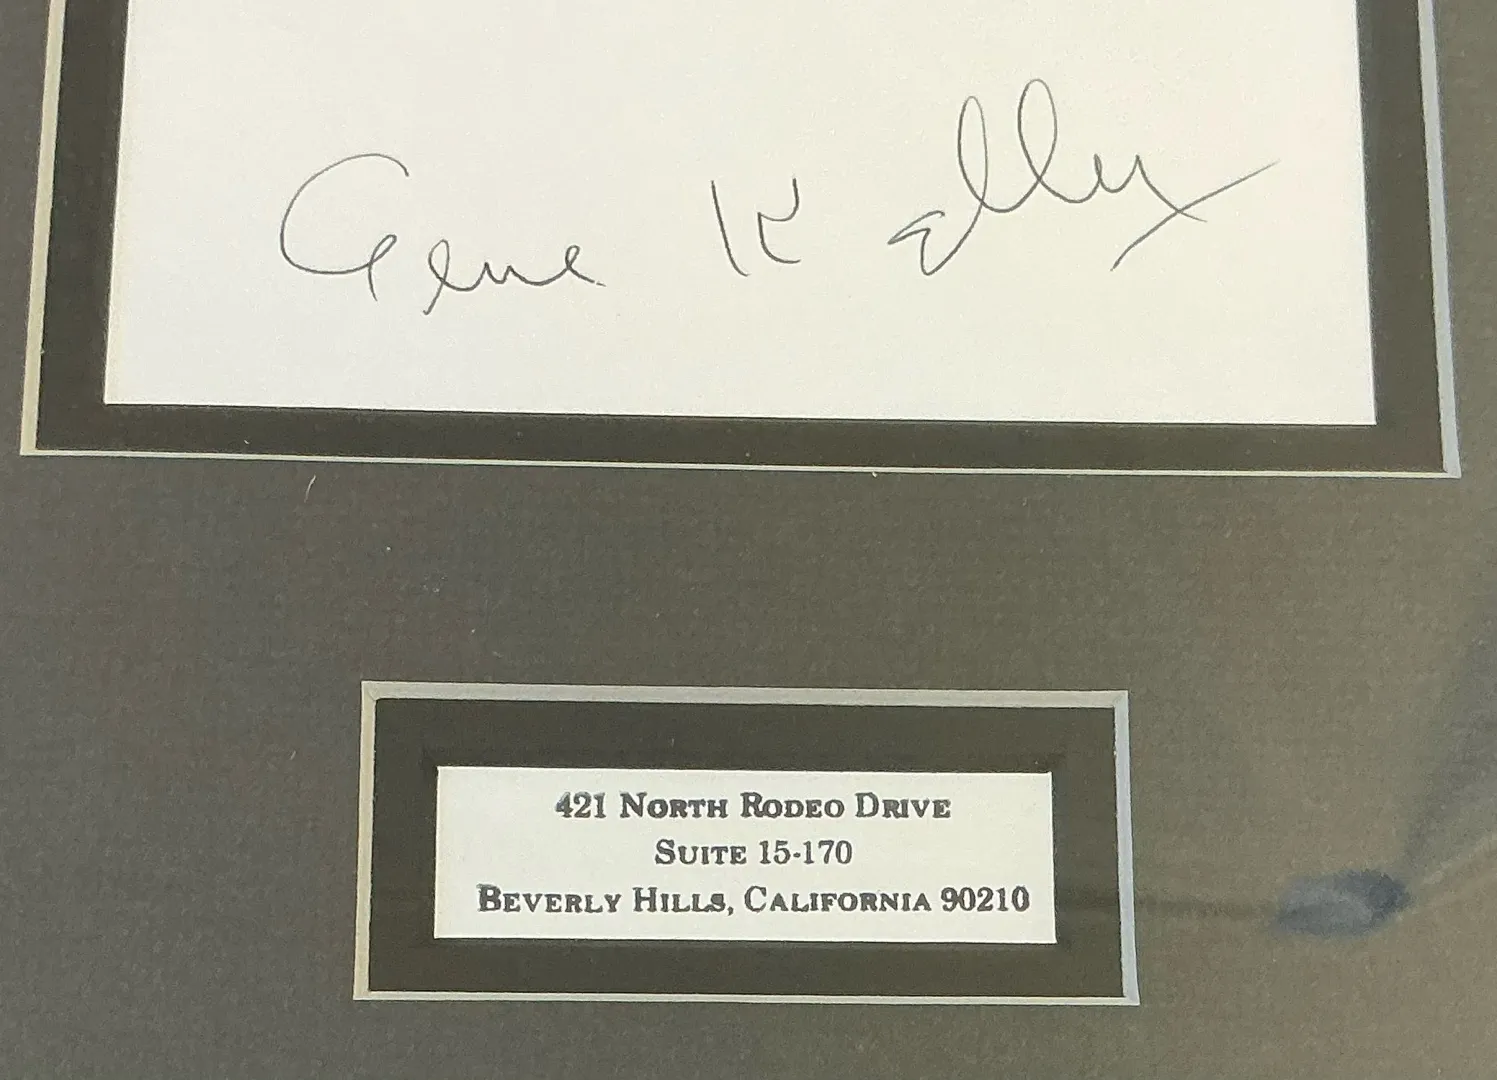 Gene Kelly
421 North Rodeo Drive
Suite 15-170
Beverly Hills, California 90210